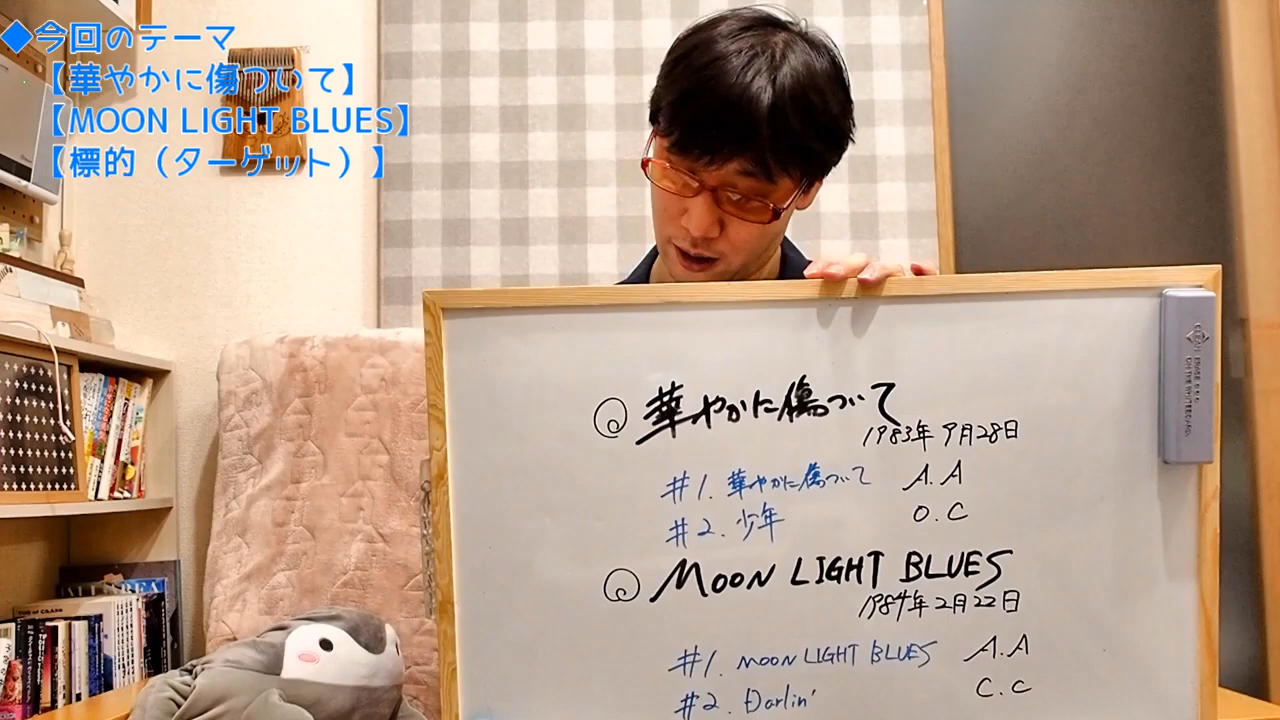 ◆今回のテーマ
【華やかに傷ついて】
【MOON LIGHT BLUES】
【標的（ターゲット）】
華やかに傷ついて
1983年9月28日
#1. 華やかに傷ついて A.A
#2. 少年 O.C
MOON LIGHT BLUES
1984年2月22日
#1. MOON LIGHT BLUES A.A
#2. Darlin' C.C